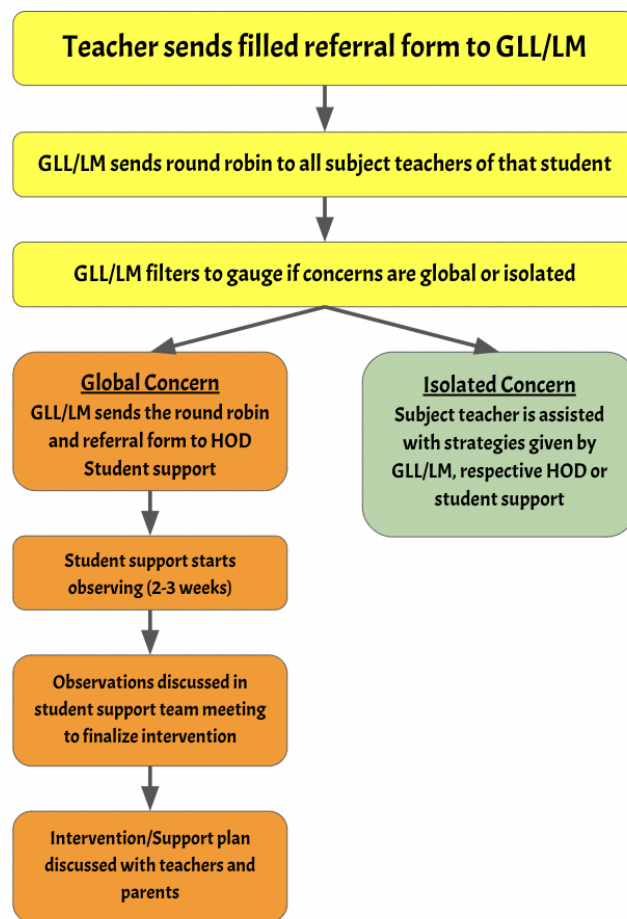 Teacher sends filled referral form to GLL/LM
GLL/LM sends round robin to all subject teachers of that student
GLL/LM filters to gauge if concerns are global or isolated
Global Concern
GLL/LM sends the round robin
and referral form to HOD
Student support
Isolated Concern
Subject teacher is assisted
with strategies given by
GLL/LM, respective HOD or
student support
Student support starts
observing (2-3 weeks)
Observations discussed in
student support team meeting
to finalize intervention
Intervention/Support plan
discussed with teachers and
parents